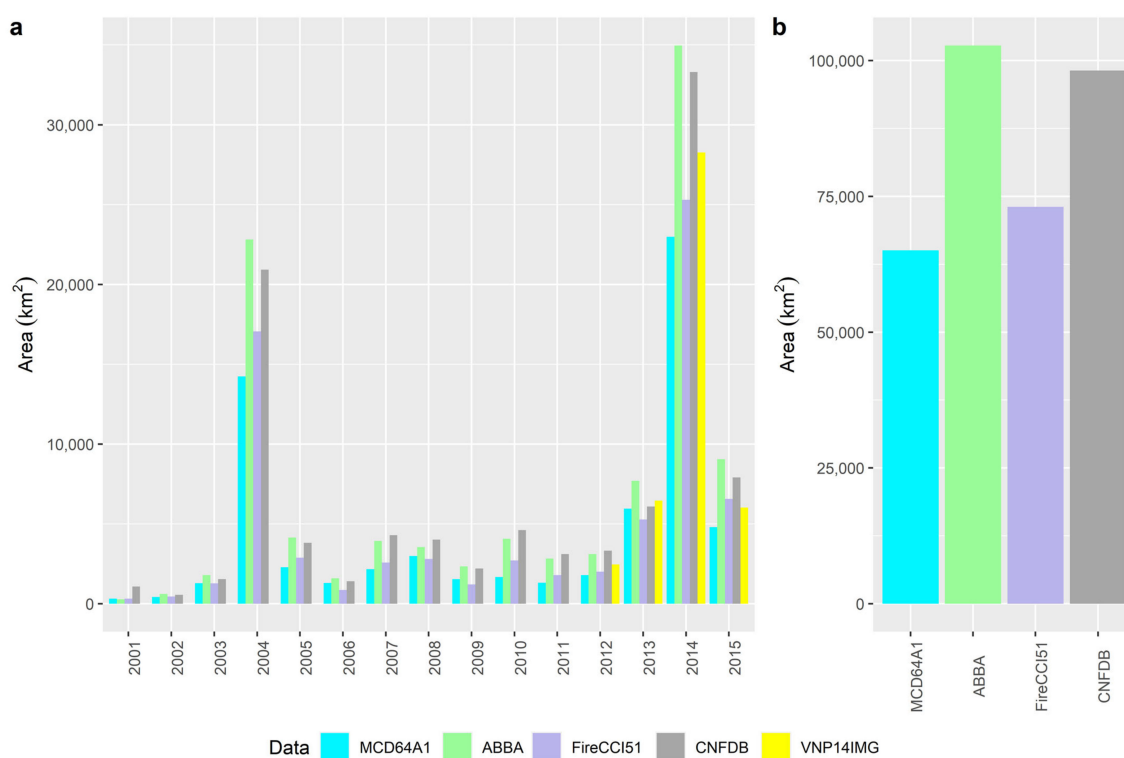 a
Area (km²)
30,000
20,000
10,000
0
2001
2002
2003
2004
2005
2006
2007
2008
2009
2010
2011
2012
2013
2014
2015
b
Area (km²)
100,000
75,000
50,000
25,000
0
MCD64A1
ABBA
FireCCI51
CNFDB
Data MCD64A1 ABBA FireCCI51 CNFDB VNP14IMG